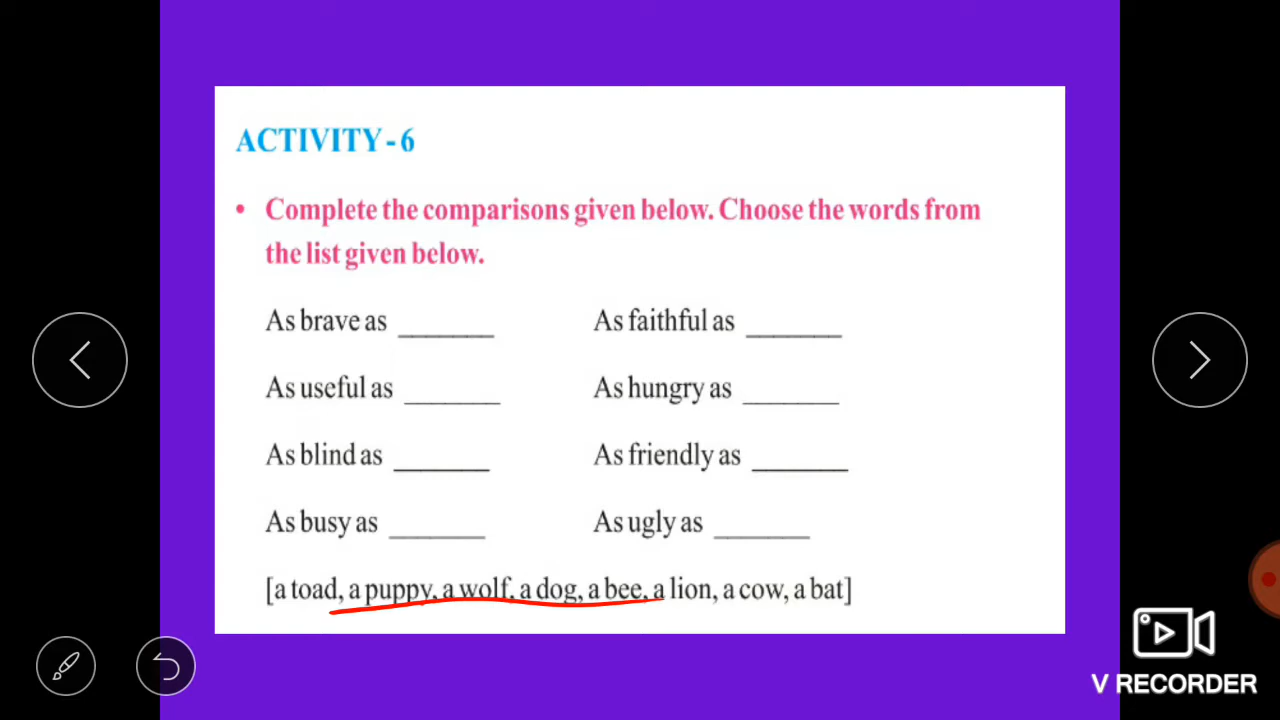 ACTIVITY - 6
• Complete the comparisons given below. Choose the words from
the list given below.
As brave as _______ As faithful as _______
As useful as _______ As hungry as _______
As blind as _______ As friendly as _______
As busy as _______ As ugly as _______
[a toad, a puppy, a wolf, a dog, a bee, a lion, a cow, a bat]
V RECORDER